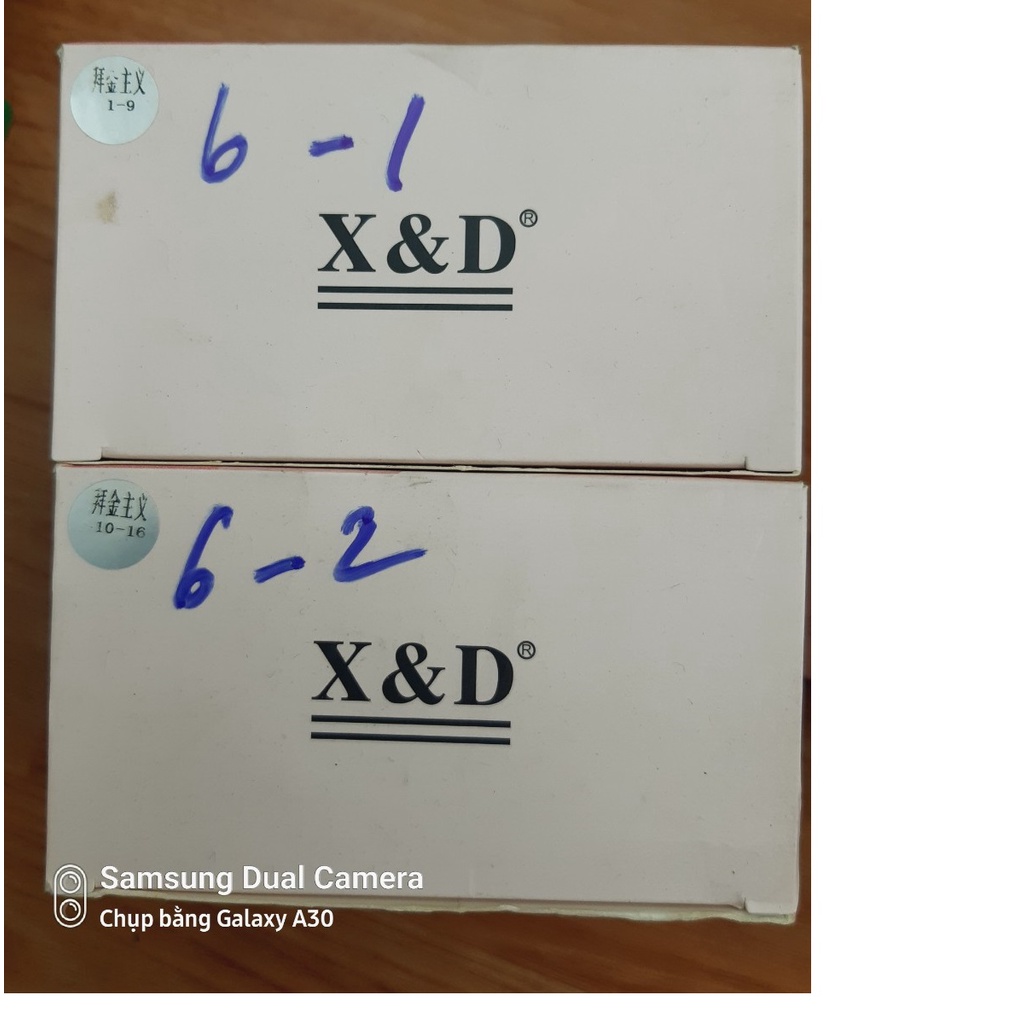 拜金主义
1-9
6-1
X&D®
拜金主义
10-16
6-2
X&D®
Samsung Dual Camera
Chụp bằng Galaxy A30